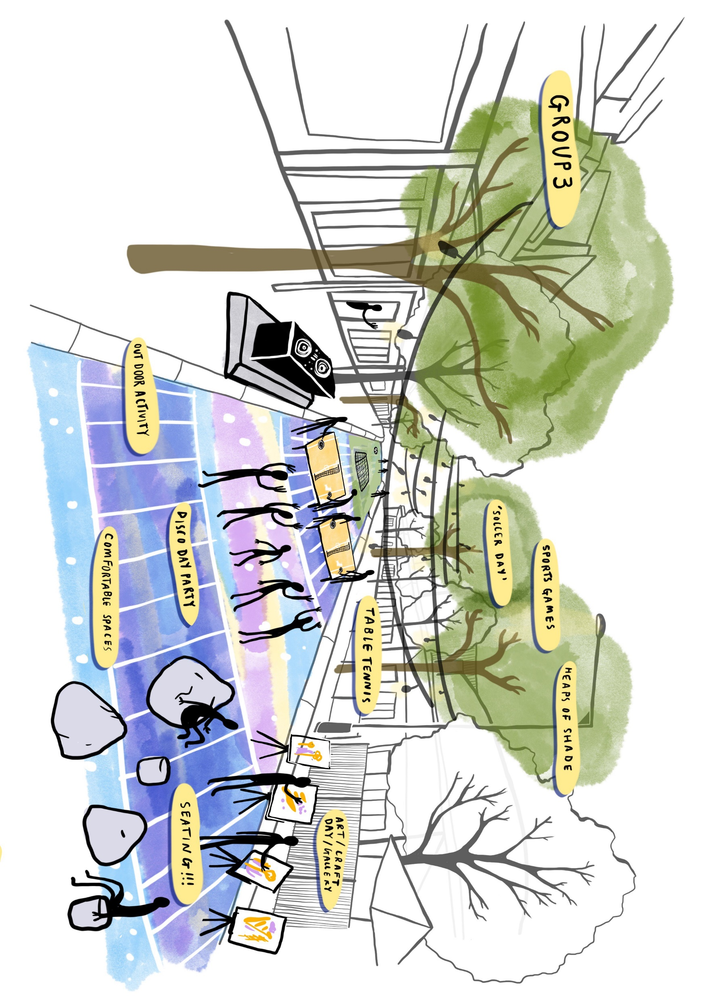 GROUP 3
'SOCCER DAY'
SPORTS GAMES
HEAPS OF SHADE
TABLE TENNIS
ART/CRAFT
DAY/GALLERY
OUT DOOR ACTIVITY
DISCO DAY PARTY
COMFORTABLE SPACES
SEATING!!!